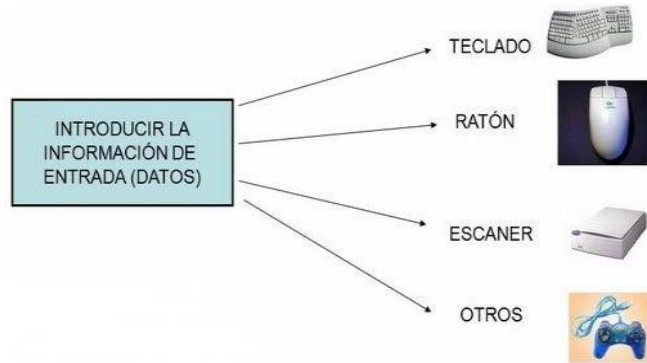 TECLADO
RATÓN
INTRODUCIR LA
INFORMACIÓN DE
ENTRADA (DATOS)
ESCANER
OTROS